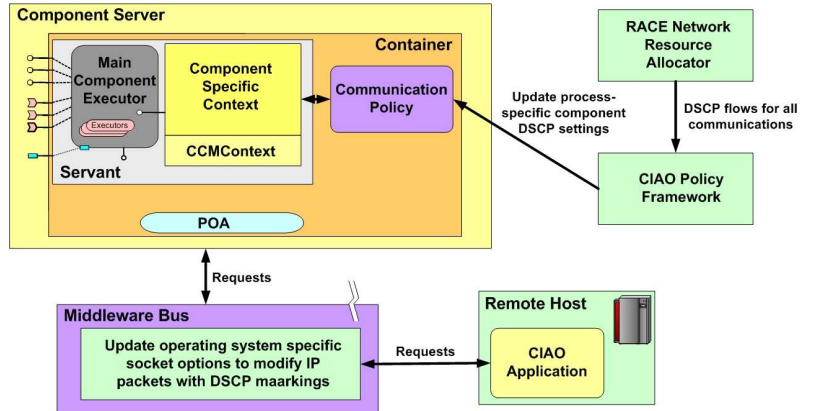 Component Server
Container
Main
Component
Executor
Executors
Component
Specific
Context
CCMContext
Servant
Communication
Policy
POA
Update process-
specific component
DSCP settings
RACE Network
Resource
Allocator
DSCP flows for all
communications
CIAO Policy
Framework
Requests
Middleware Bus
Update operating system specific
socket options to modify IP
packets with DSCP maarkings
Requests
Remote Host
CIAO
Application